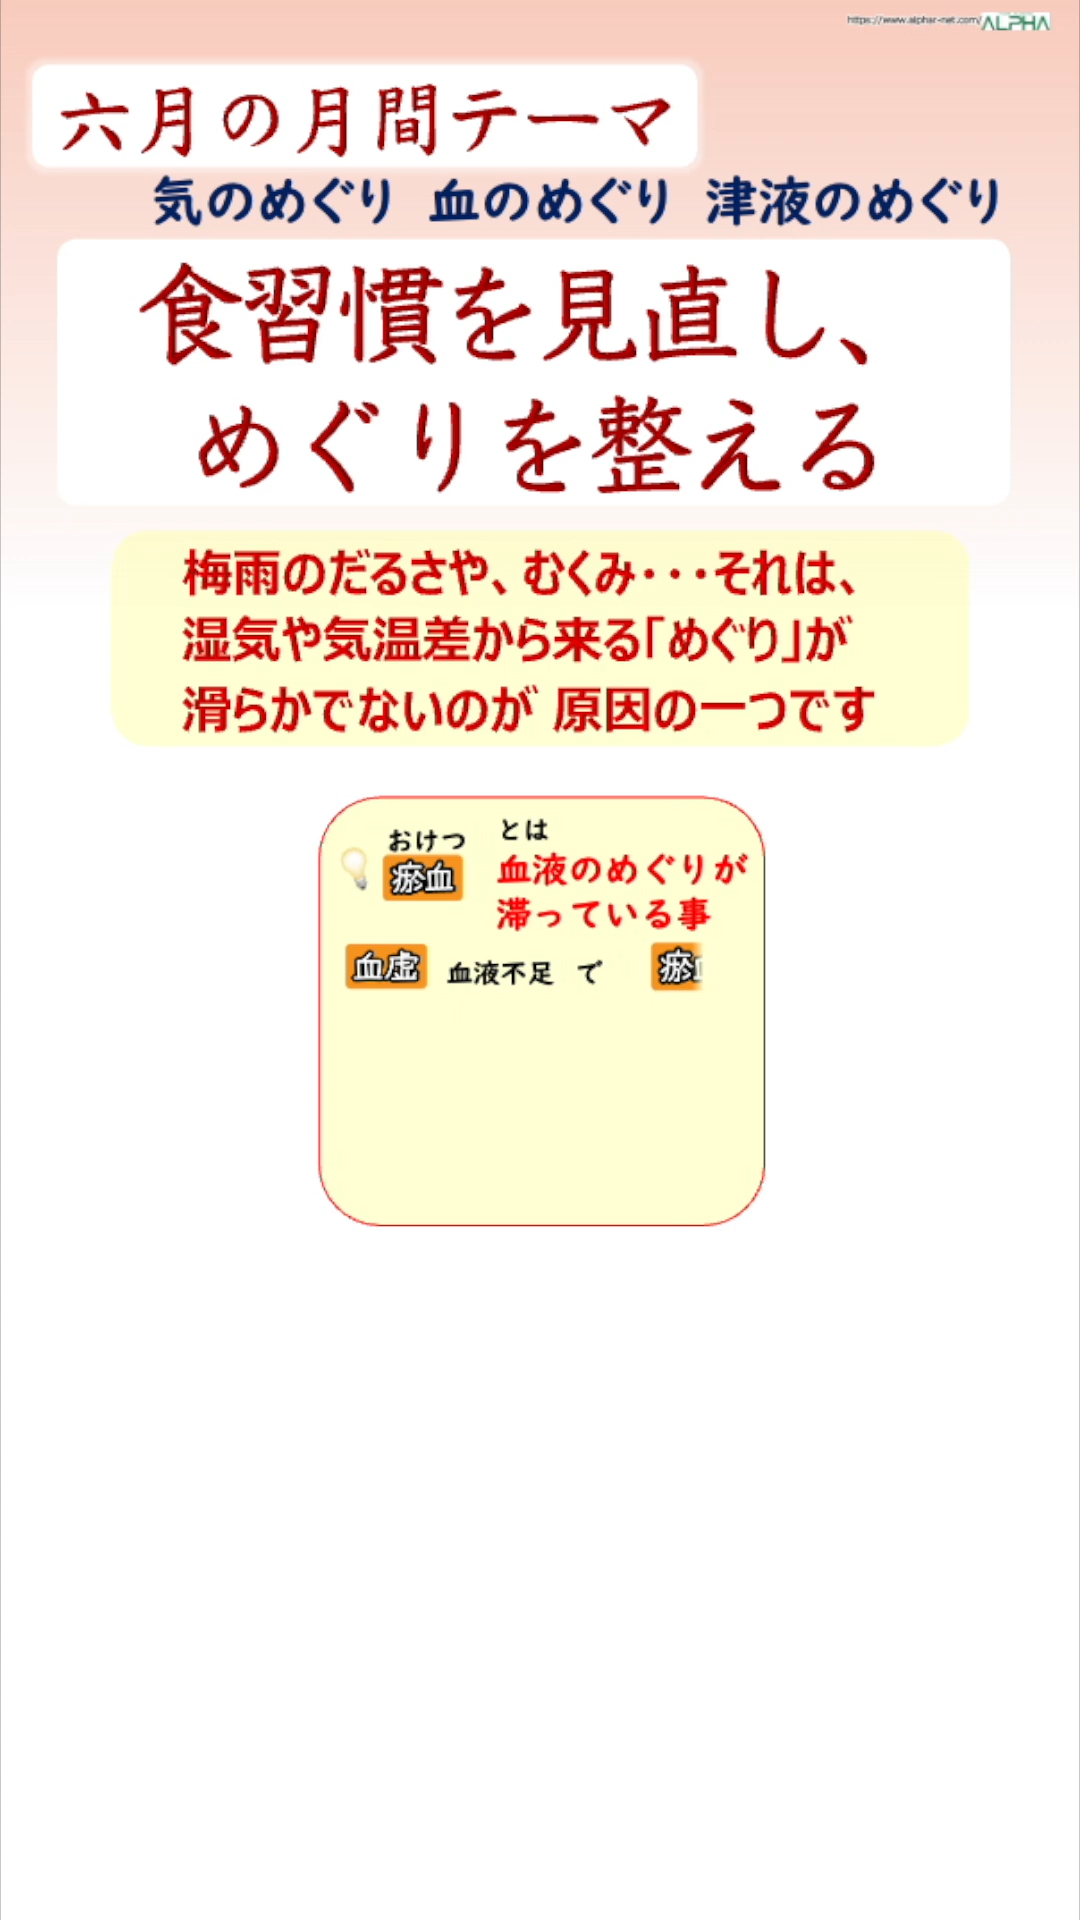 https://www.alphar-net.com/ALPHA
六月の月間テーマ
気のめぐり 血のめぐり 津液のめぐり
食習慣を見直し、
めぐりを整える
梅雨のだるさや、むくみ・・・それは、
湿気や気温差から来る「めぐり」が
滑らかでないのが 原因の一つです
おけつ
瘀血
とは
血液のめぐりが
滞っている事
血虚 血液不足 で 瘀